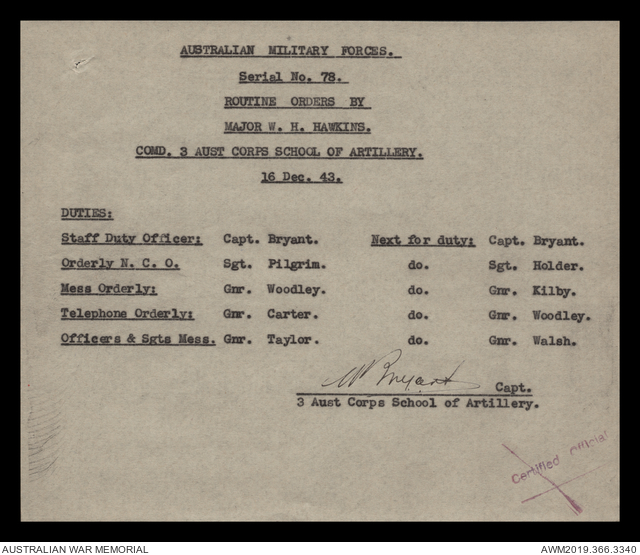 AUSTRALIAN MILITARY FORCES.
Serial No. 78.
ROUTINE ORDERS BY
MAJOR W. H. HAWKINS.
COMD. 3 AUST CORPS SCHOOL OF ARTILLERY.
16 Dec. 43.
DUTIES:
Staff Duty Officer: Capt. Bryant. Next for duty: Capt. Bryant.
Orderly N. C. O. Sgt. Pilgrim. do. Sgt. Holder.
Mess Orderly: Gnr. Woodley. do. Gnr. Kilby.
Telephone Orderly: Gnr. Carter. do. Gnr. Woodley.
Officers & Sgts Mess. Gnr. Taylor. do. Gnr. Walsh.
Bryant Capt.
3 Aust Corps School of Artillery.
Certified Official
AUSTRALIAN WAR MEMORIAL AWM2019.366.3340